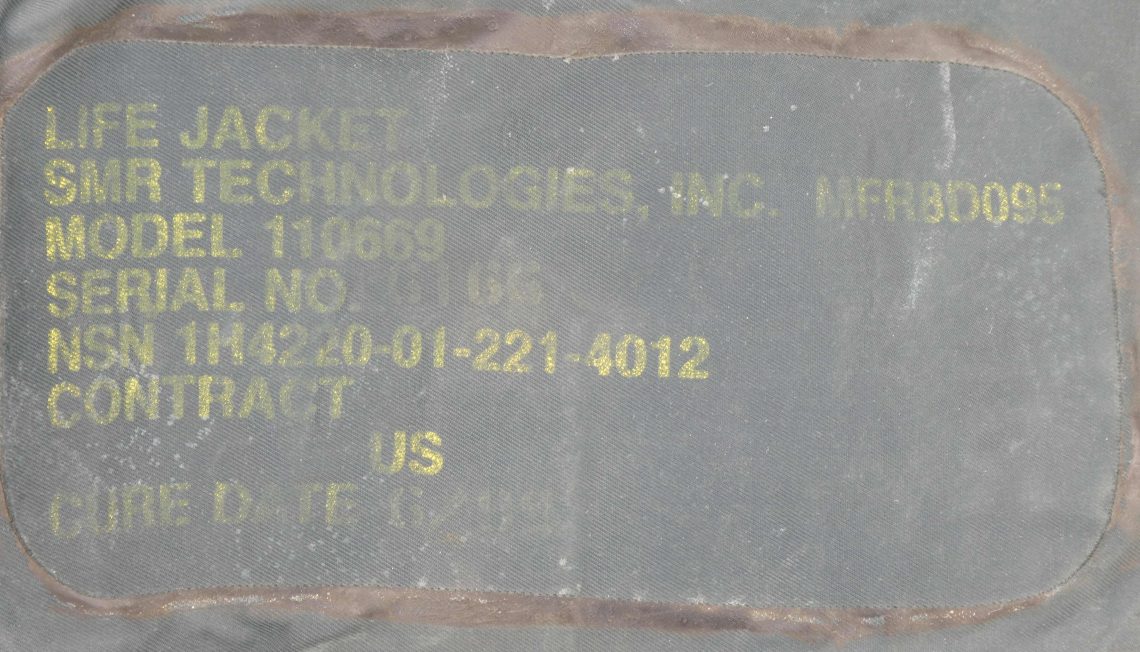 LIFE JACKET
SMR TECHNOLOGIES, INC. MFR8D095
MODEL 110669
SERIAL NO.
NSN 1H4220-01-221-4012
CONTRACT
US
CURE DATE